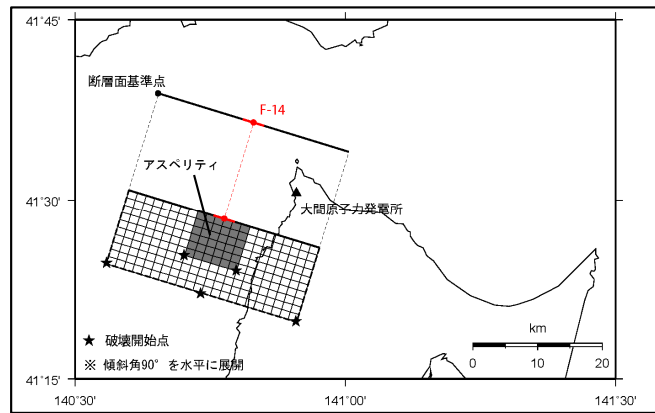 41°45'
断層面基準点
F-14
アスペリティ
41°30'
大間原子力発電所
★ 破壊開始点
※ 傾斜角90°を水平に展開
km
0 10 20
41°15'
140°30' 141°00' 141°30'